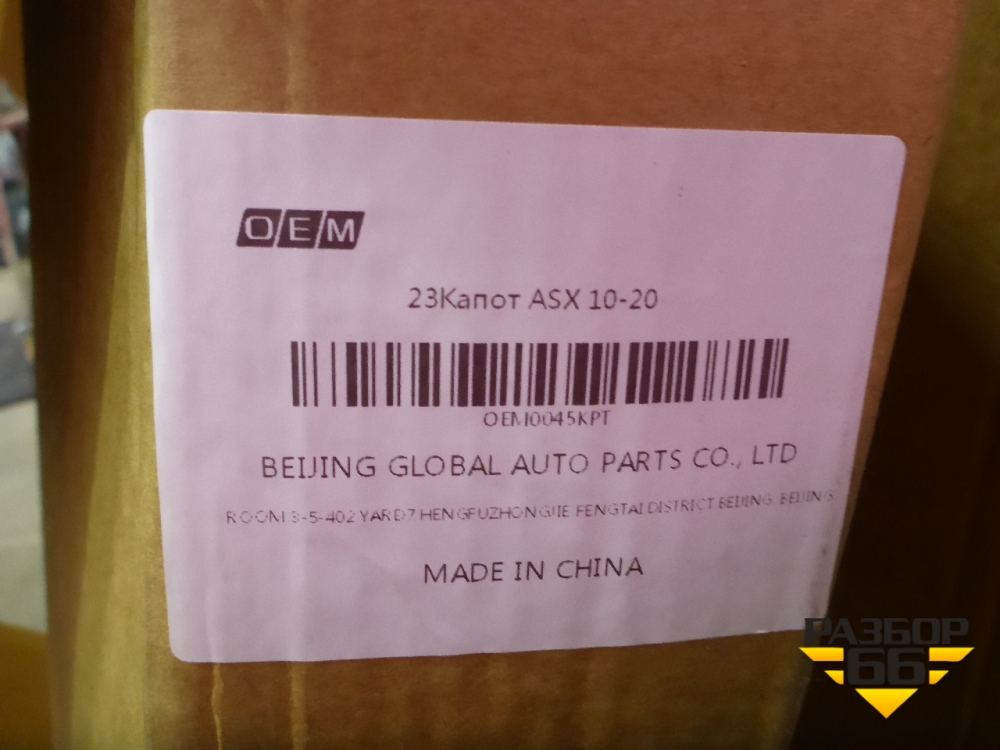 OEM
23Капот ASX 10-20
OEM0045KPT
BEIJING GLOBAL AUTO PARTS CO., LTD
ROOM 3-5-402 YARD7 HENGFUZHONGJIE FENGTAI DISTRICT BEIJING. BEIJING.
MADE IN CHINA
РАЗБОР
66